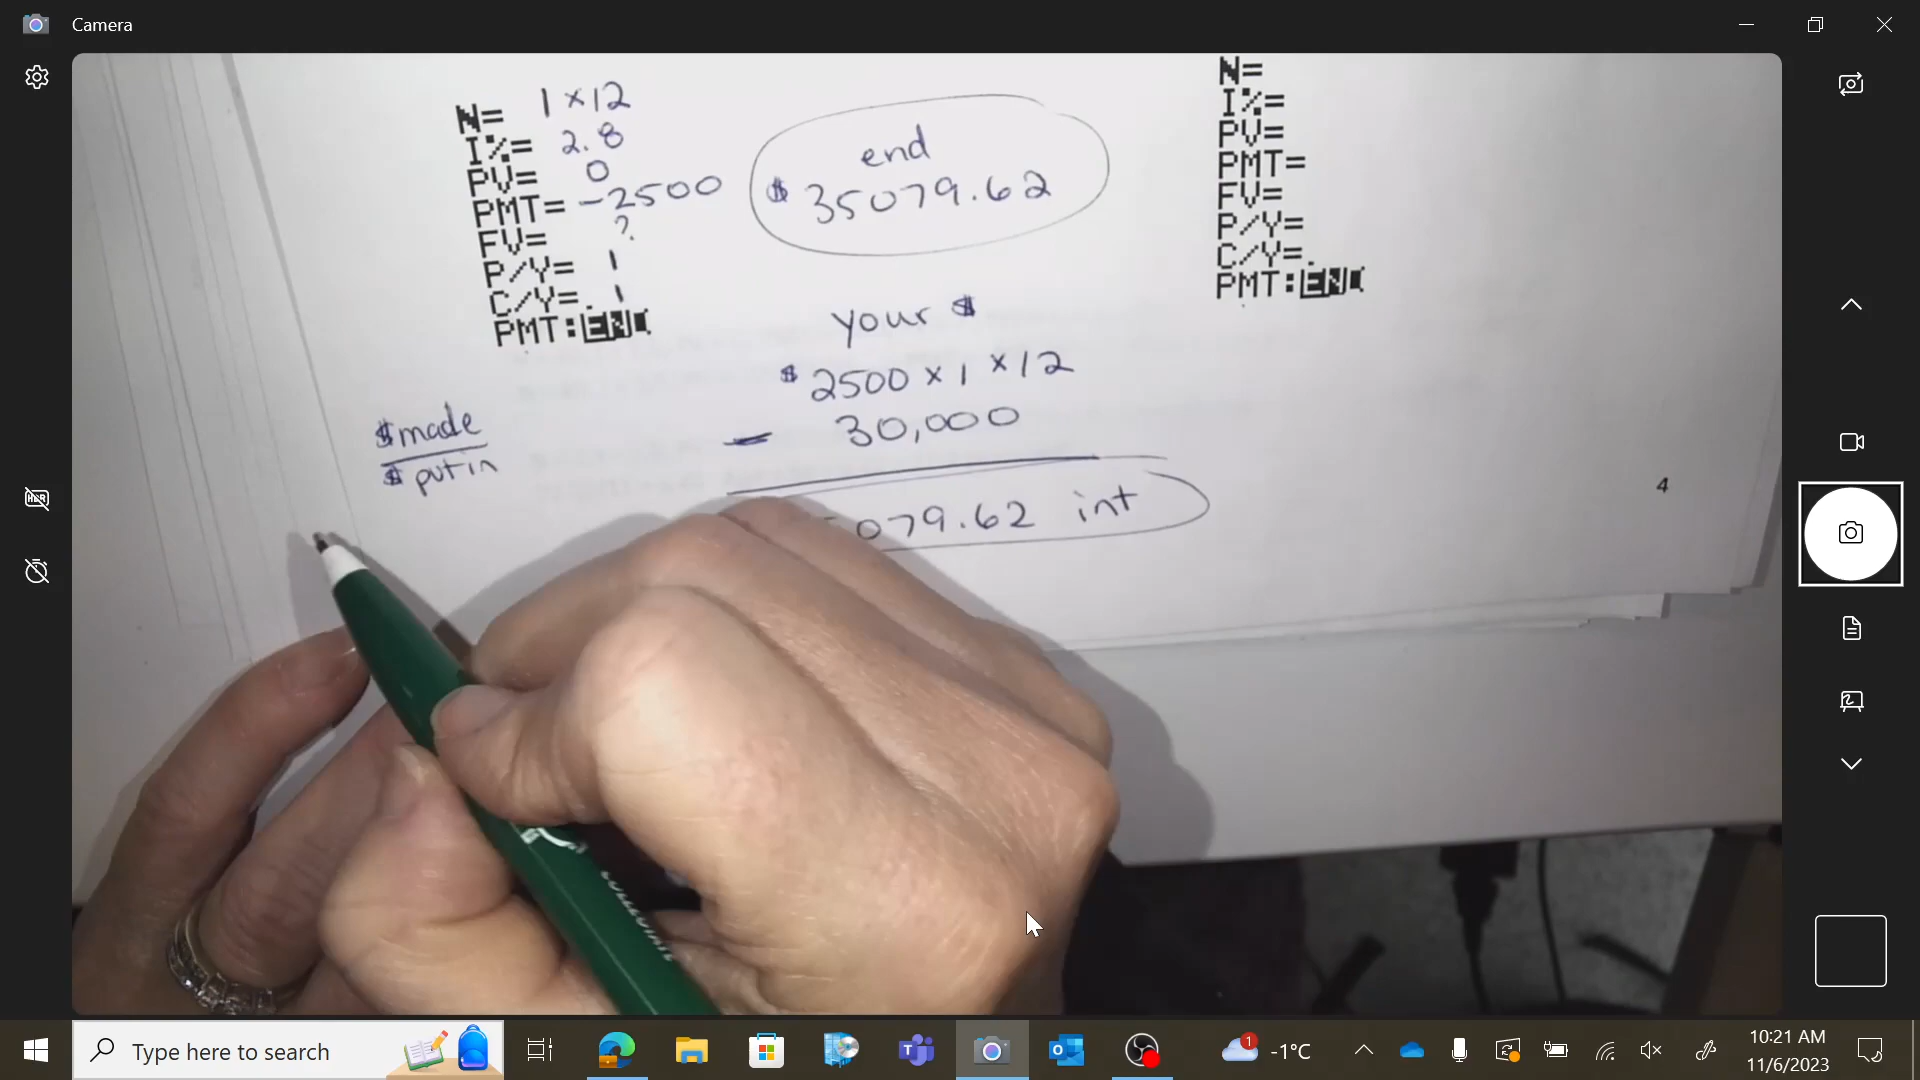 Camera
N= 1 × 12
I%= 2.8
PV= 0
PMT= -2500
FV= ?
P/Y= 1
C/Y= 1
PMT:END
end
$ 35079.62
your $
$ 2500 × 1 × 12
- 30,000
079.62 int
$made
$ put in
N=
I%=
PV=
PMT=
FV=
P/Y=
C/Y=
PMT:END
4
Type here to search
1
-1°C
10:21 AM
11/6/2023